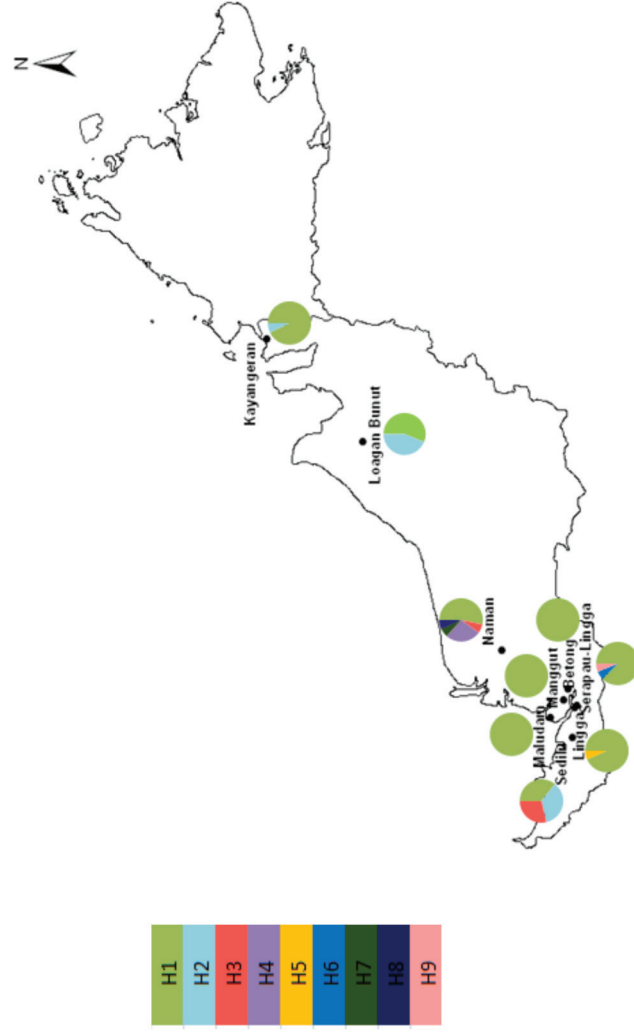 N
Kayangeran
Loagan Bunut
Naman
Manggut
Betong
Serapau-Lingga
Maludam
Sedilu
Lingga
H1
H2
H3
H4
H5
H6
H7
H8
H9